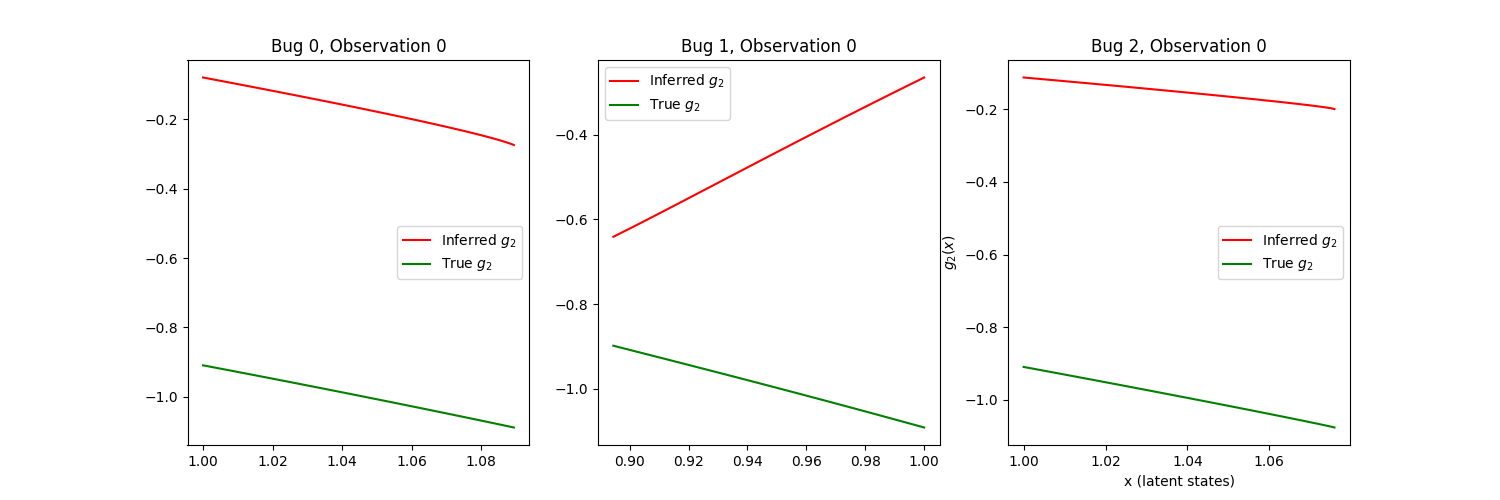 Bug 0, Observation 0
−0.2
−0.4
−0.6
−0.8
−1.0
Inferred g₂
True g₂
1.00 1.02 1.04 1.06 1.08
Bug 1, Observation 0
Inferred g₂
True g₂
−0.4
−0.6
−0.8
−1.0
0.90 0.92 0.94 0.96 0.98 1.00
Bug 2, Observation 0
g₂(x)
−0.2
−0.4
−0.6
−0.8
−1.0
Inferred g₂
True g₂
1.00 1.02 1.04 1.06
x (latent states)